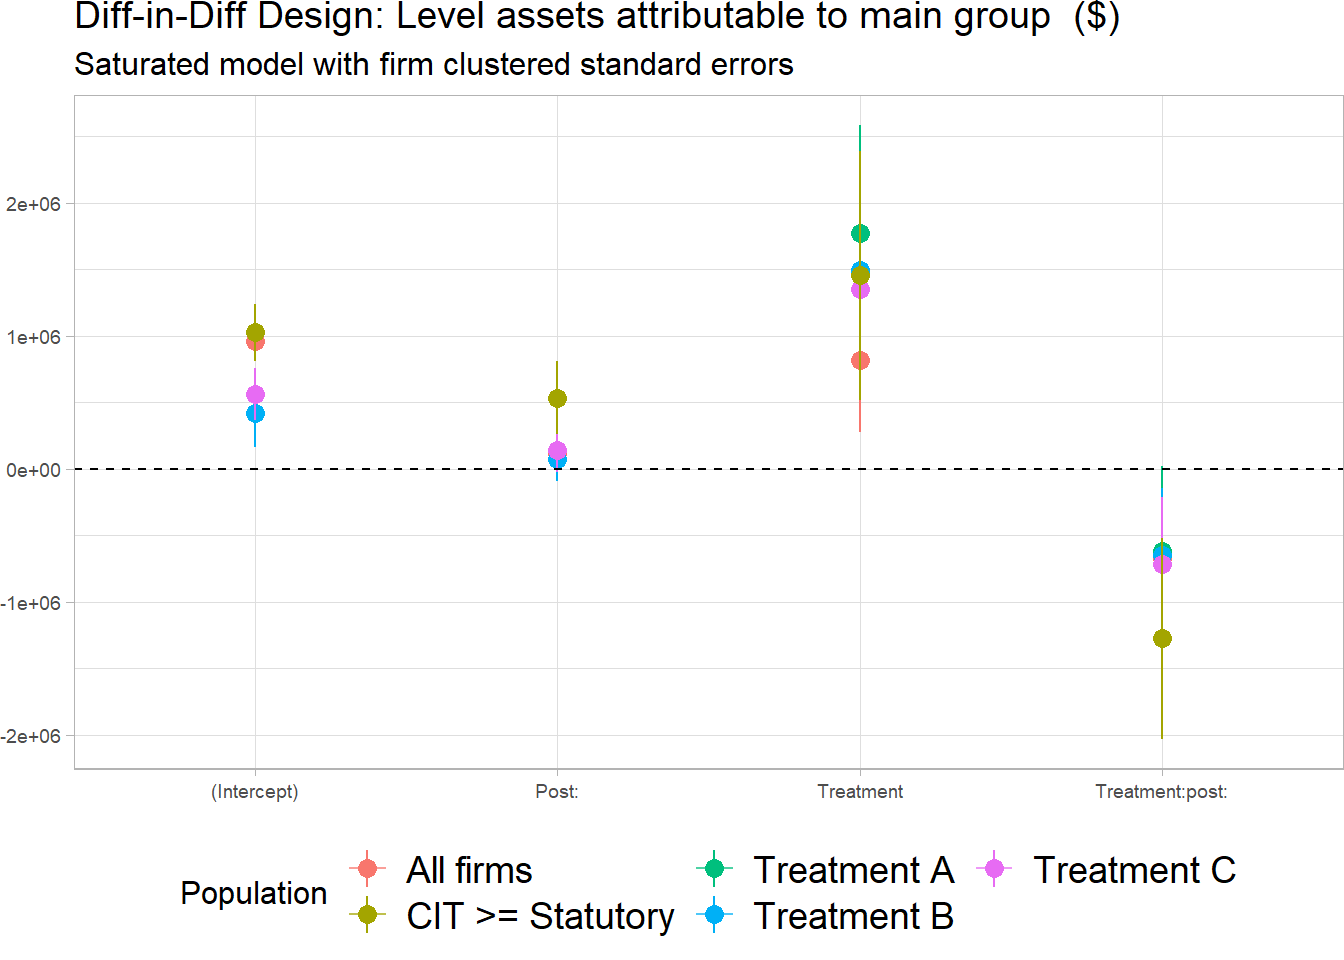 Diff-in-Diff Design: Level assets attributable to main group  ($)
Saturated model with firm clustered standard errors
2e+06
1e+06
0e+00
-1e+06
-2e+06
(Intercept)
Post:
Treatment
Treatment:post:
Population
All firms
CIT >= Statutory
Treatment A
Treatment B
Treatment C